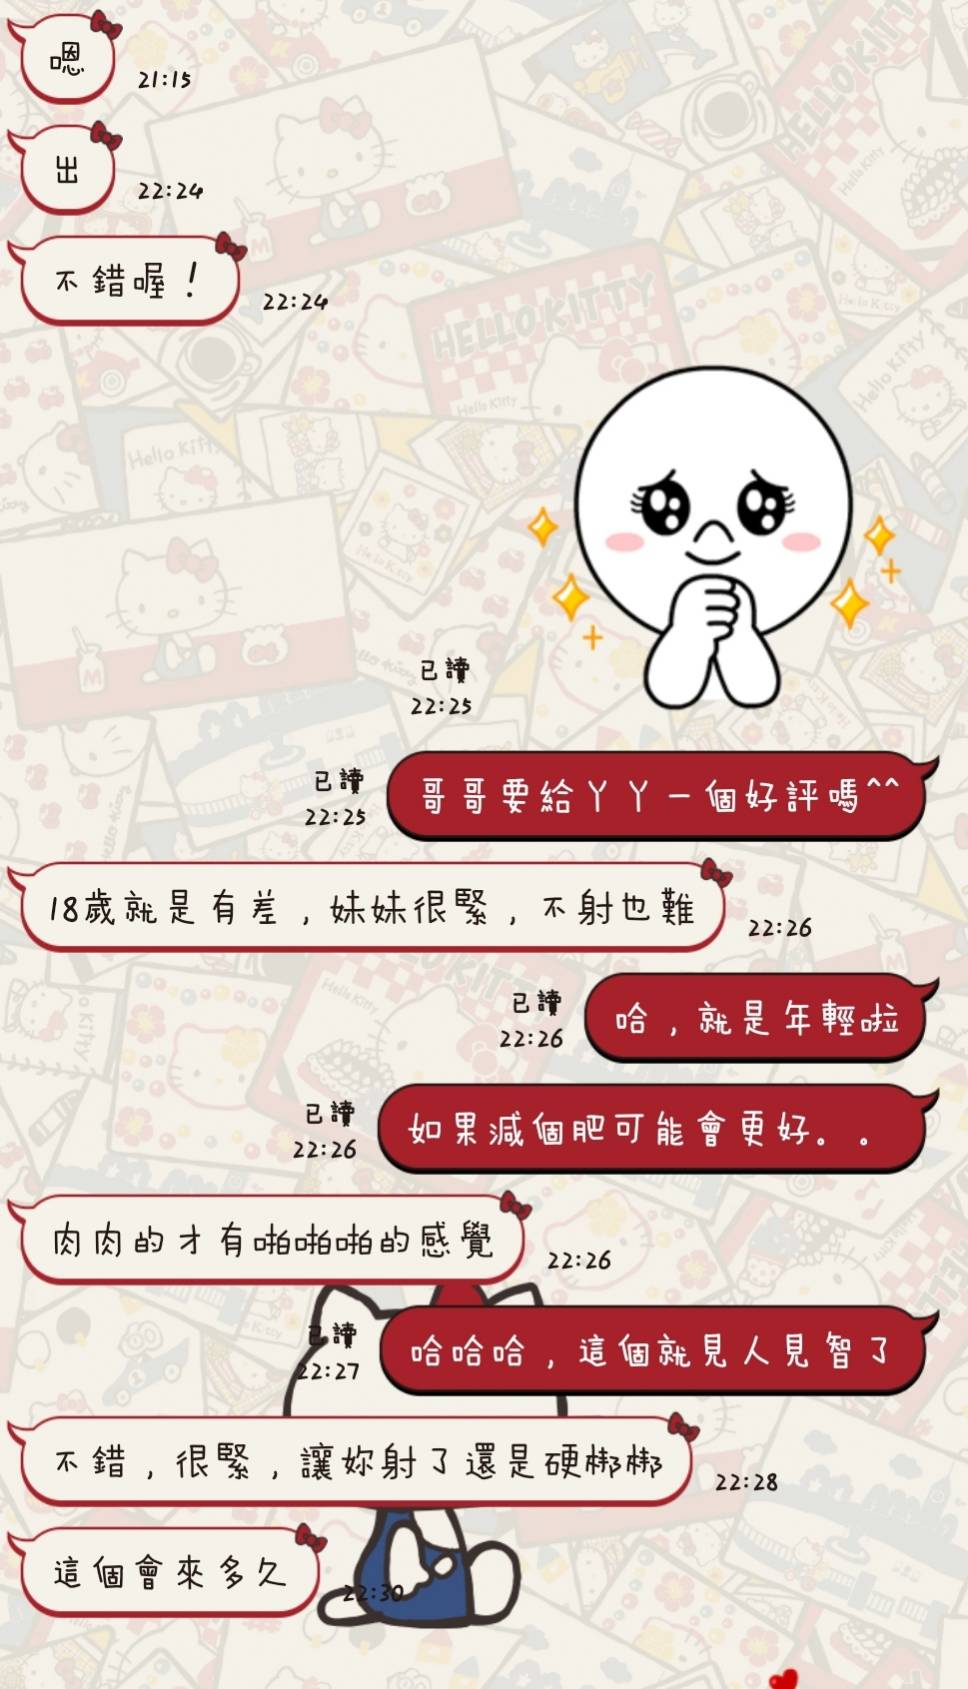 嗯
21:15
出
22:24
不錯喔！
22:24
已讀
22:25
已讀
22:25
哥哥要給丫丫一個好評嗎^^
18歲就是有差，妹妹很緊，不射也難
22:26
已讀
22:26
哈，就是年輕啦
已讀
22:26
如果減個肥可能會更好。。
肉肉的才有啪啪啪的感覺
22:26
已讀
22:27
哈哈哈，這個就見人見智了
不錯，很緊，讓妳射了還是硬梆梆
22:28
這個會來多久
22:30